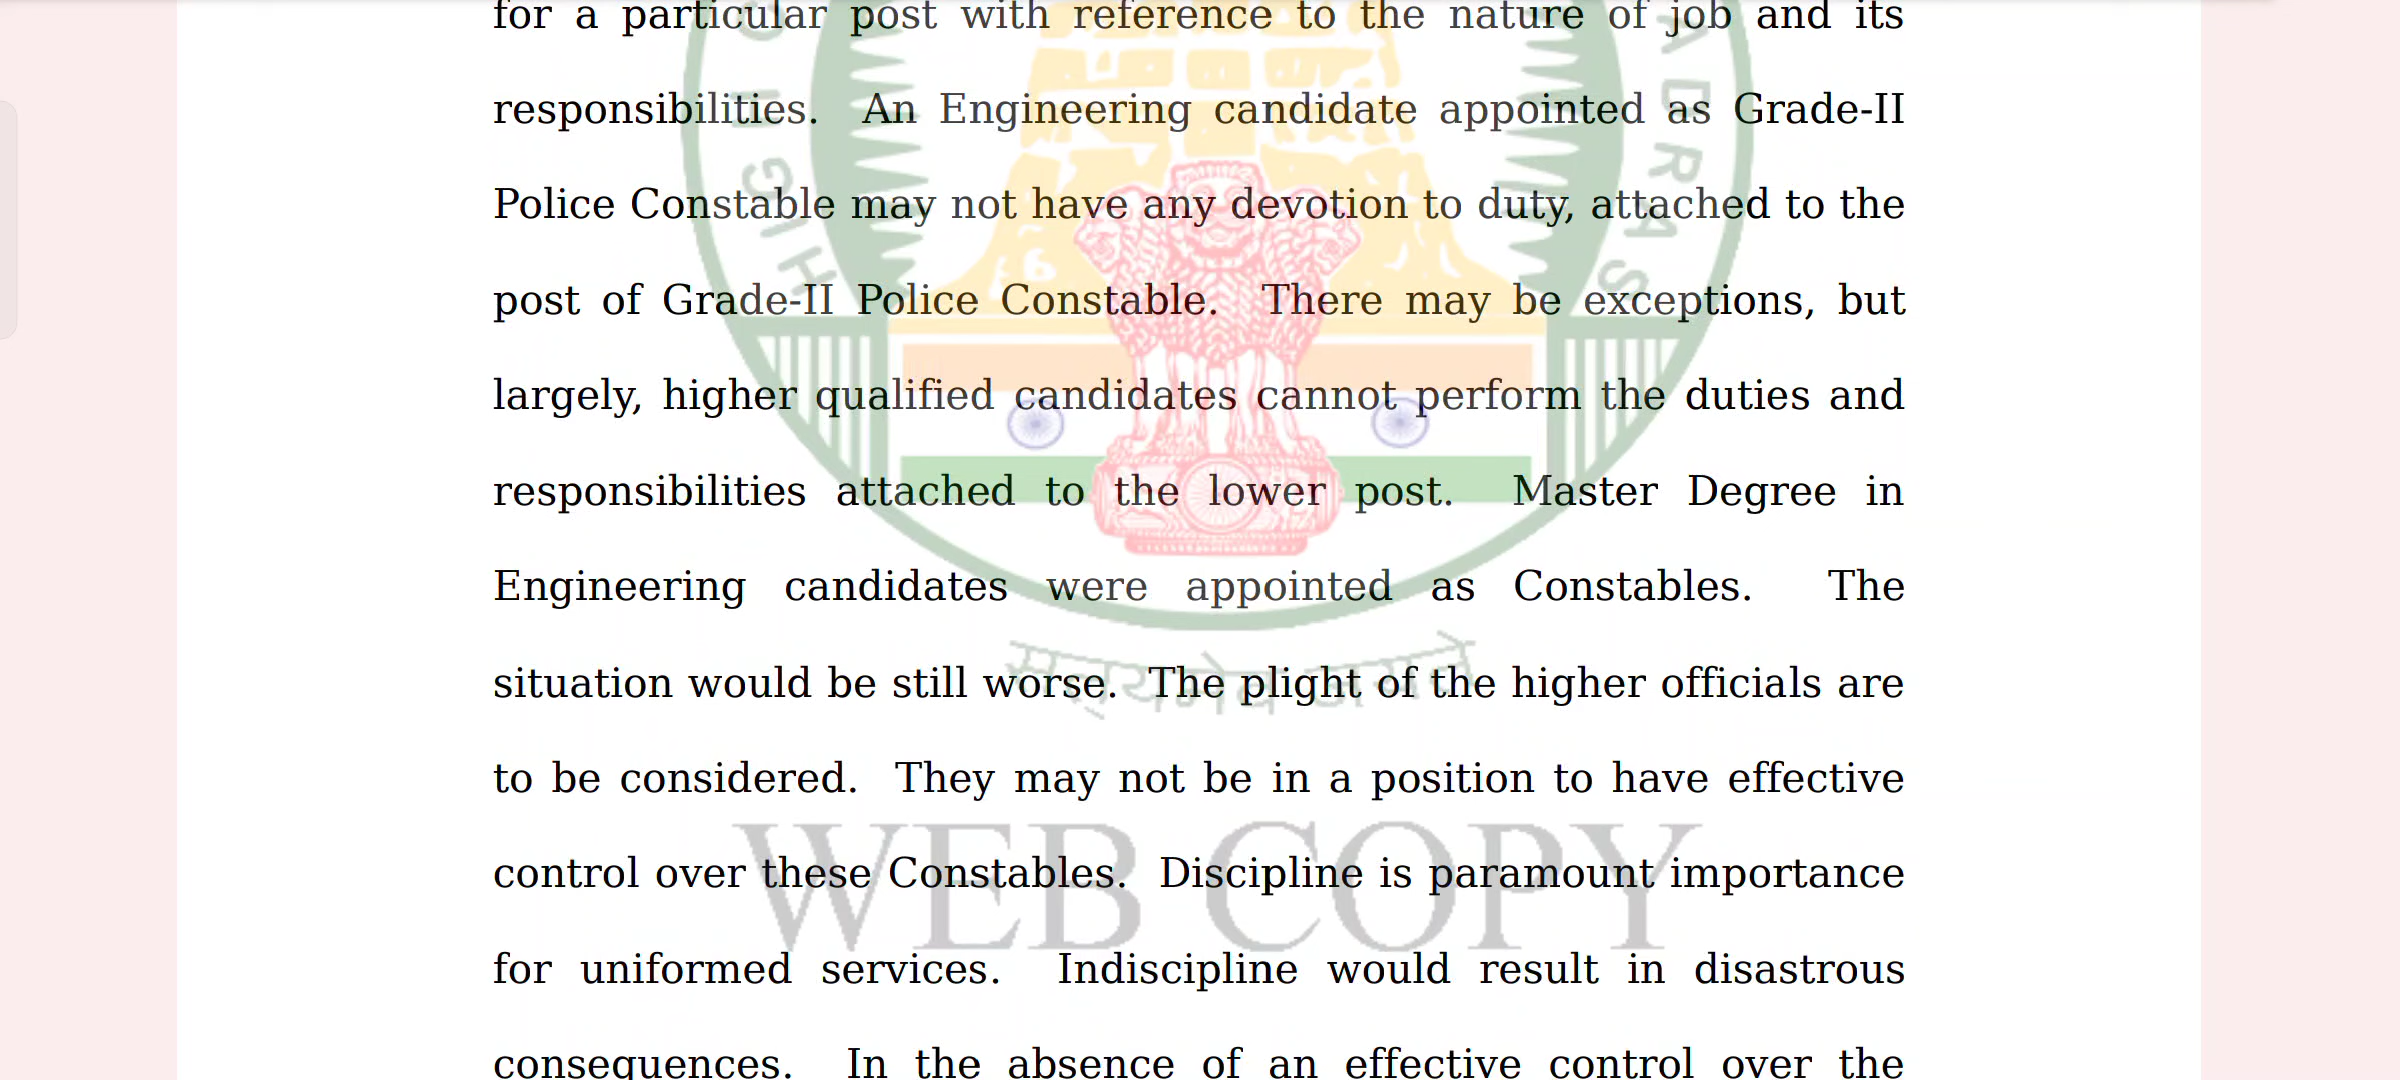 for a particular post with reference to the nature of job and its
responsibilities. An Engineering candidate appointed as Grade-II
Police Constable may not have any devotion to duty, attached to the
post of Grade-II Police Constable. There may be exceptions, but
largely, higher qualified candidates cannot perform the duties and
responsibilities attached to the lower post. Master Degree in
Engineering candidates were appointed as Constables. The
situation would be still worse. The plight of the higher officials are
to be considered. They may not be in a position to have effective
control over these Constables. Discipline is paramount importance
for uniformed services. Indiscipline would result in disastrous
consequences. In the absence of an effective control over the
HIGH
ADRAS
सत्यमेव जयते
WEB COPY